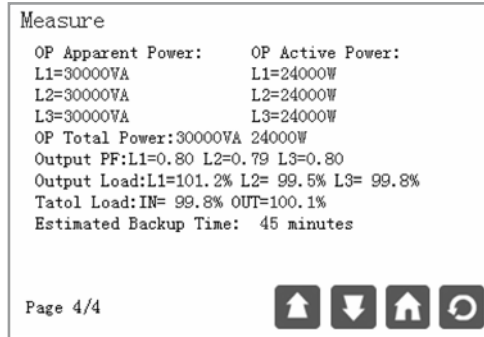 Measure
OP Apparent Power: OP Active Power:
L1=30000VA L1=24000W
L2=30000VA L2=24000W
L3=30000VA L3=24000W
OP Total Power:30000VA 24000W
Output PF:L1=0.80 L2=0.79 L3=0.80
Output Load:L1=101.2% L2= 99.5% L3= 99.8%
Tatol Load:IN= 99.8% OUT=100.1%
Estimated Backup Time: 45 minutes
Page 4/4